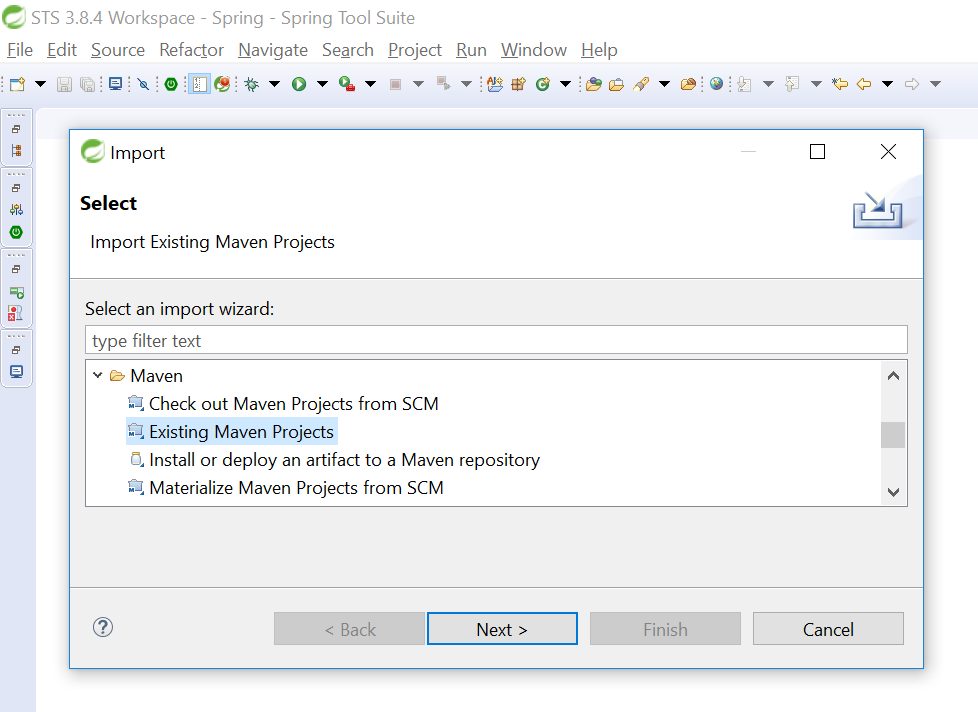 STS 3.8.4 Workspace - Spring - Spring Tool Suite
File Edit Source Refactor Navigate Search Project Run Window Help
Import
Select
Import Existing Maven Projects
Select an import wizard:
type filter text
Maven
Check out Maven Projects from SCM
Existing Maven Projects
Install or deploy an artifact to a Maven repository
Materialize Maven Projects from SCM
< Back Next > Finish Cancel